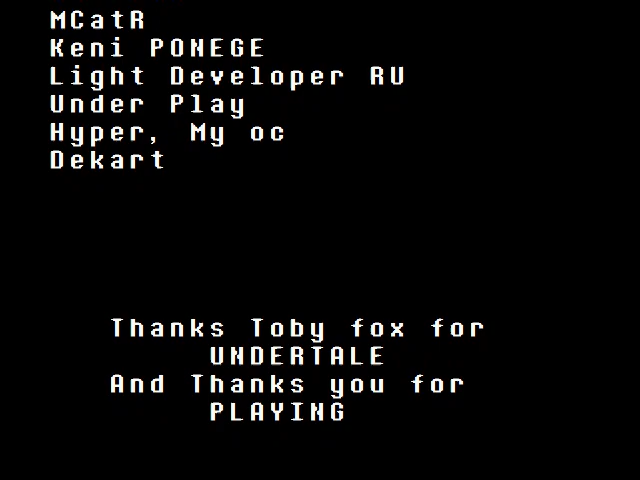 MCatR
Keni PONEGE
Light Developer RU
Under Play
Hyper, My oc
Dekart
Thanks Toby fox for
UNDERTALE
And Thanks you for
PLAYING